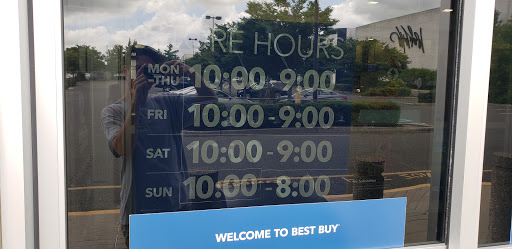 RE HOURS
MON - THU 10:00-9:00
FRI 10:00-9:00
SAT 10:00-9:00
SUN 10:00-8:00
WELCOME TO BEST BUY